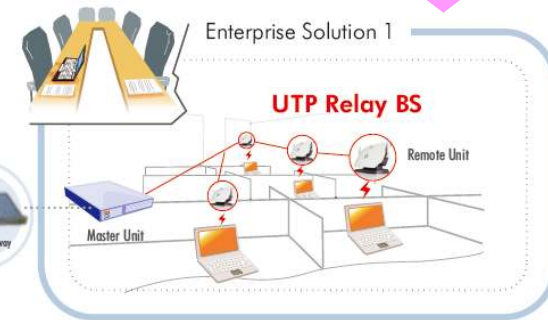 Enterprise Solution 1
UTP Relay BS
Remote Unit
Master Unit